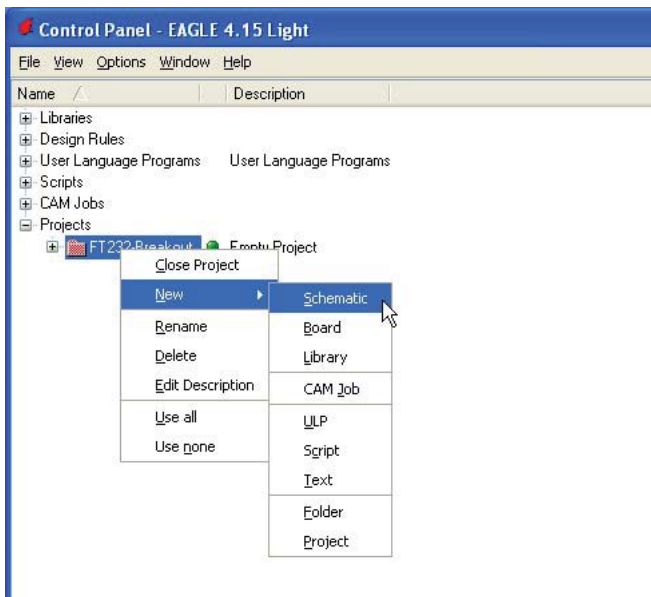 Control Panel - EAGLE 4.15 Light
File View Options Window Help
Name Description
Libraries
Design Rules
User Language Programs User Language Programs
Scripts
CAM Jobs
Projects
FT232-Breakout Empty Project
Close Project
New
Rename
Delete
Edit Description
Use all
Use none
Schematic
Board
Library
CAM Job
ULP
Script
Text
Folder
Project